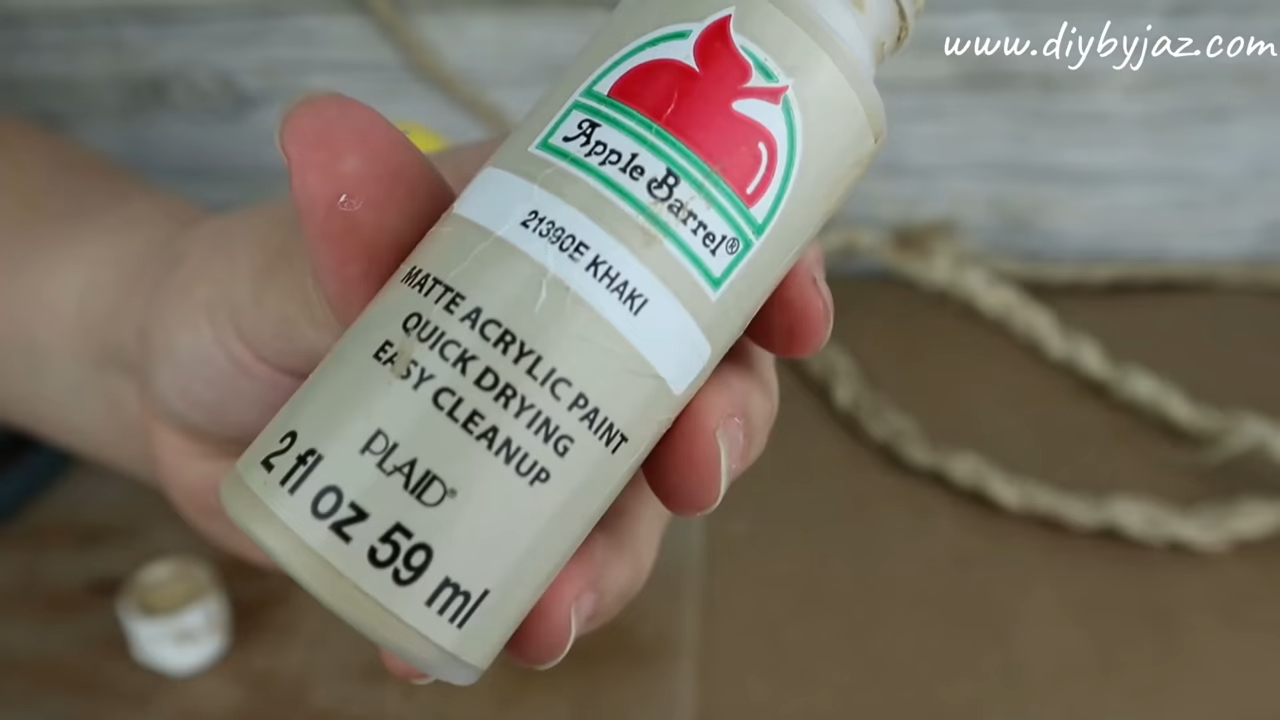 www.diybyjaz.com
Apple Barrel®
21390E KHAKI
MATTE ACRYLIC PAINT
QUICK DRYING
EASY CLEANUP
PLAID®
2 fl oz 59 ml